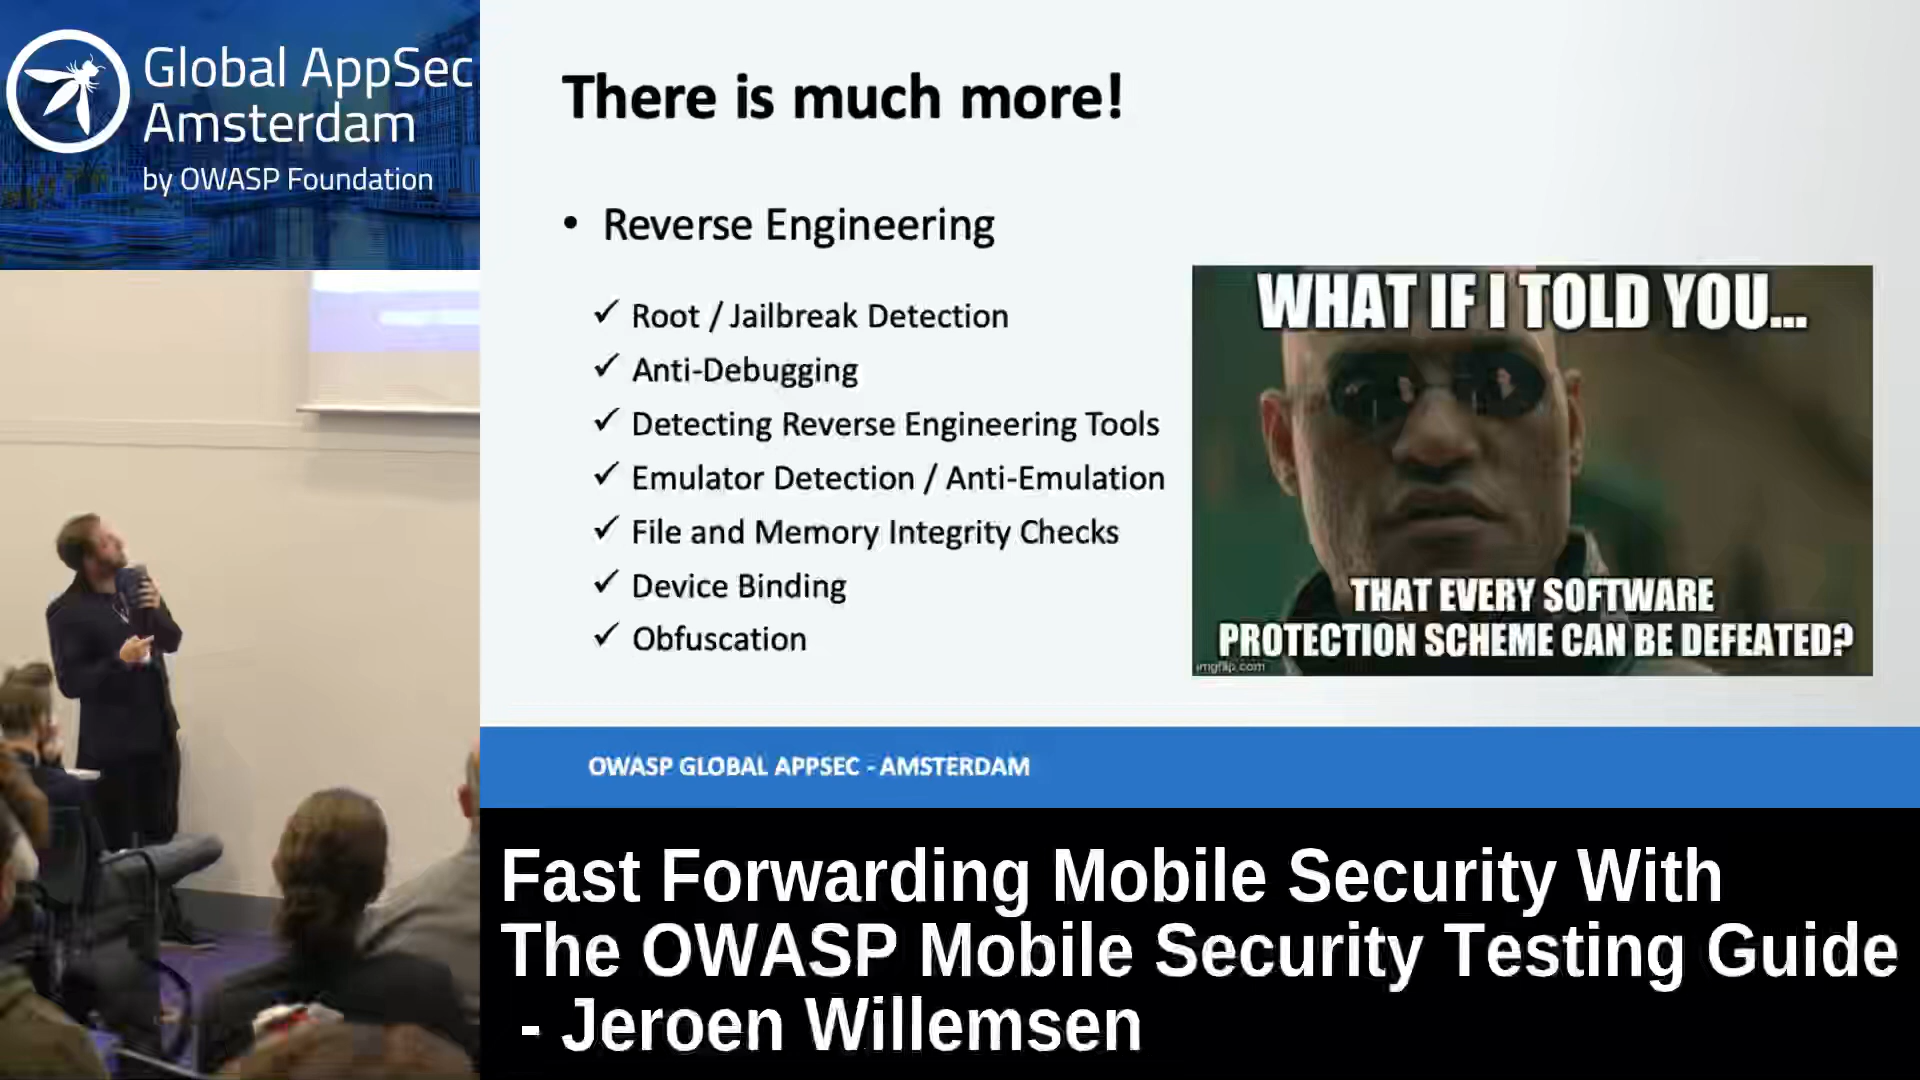 Global AppSec
Amsterdam
by OWASP Foundation
There is much more!
• Reverse Engineering
✓ Root / Jailbreak Detection
✓ Anti-Debugging
✓ Detecting Reverse Engineering Tools
✓ Emulator Detection / Anti-Emulation
✓ File and Memory Integrity Checks
✓ Device Binding
✓ Obfuscation
WHAT IF I TOLD YOU...
THAT EVERY SOFTWARE
PROTECTION SCHEME CAN BE DEFEATED?
imgflip.com
OWASP GLOBAL APPSEC - AMSTERDAM
Fast Forwarding Mobile Security With
The OWASP Mobile Security Testing Guide
- Jeroen Willemsen